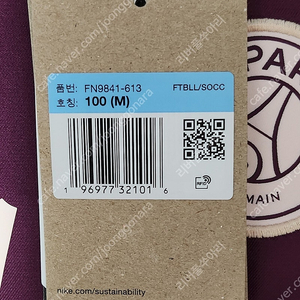 품번: FN9841-613 FTBLL/SOCC
호칭: 100 (M)
1 96977 32101 6
RFID
nike.com/sustainability
PAR
MAIN